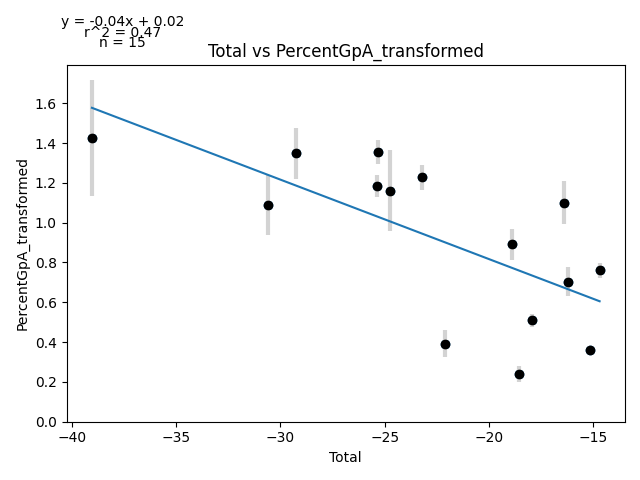 y = -0.04x + 0.02
r^2 = 0.47
n = 15
Total vs PercentGpA_transformed
PercentGpA_transformed
1.6
1.4
1.2
1.0
0.8
0.6
0.4
0.2
0.0
−40
−35
−30
−25
−20
−15
Total